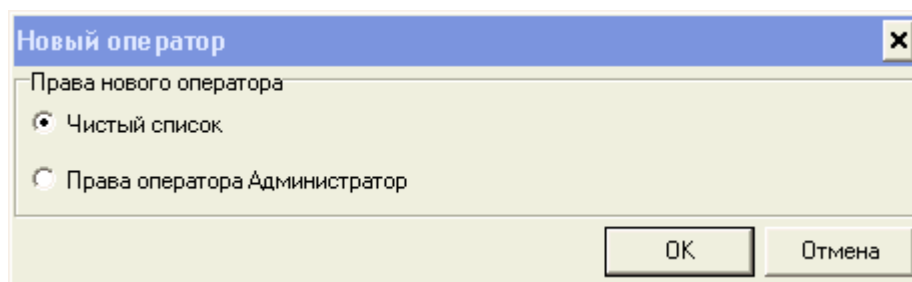 Новый оператор
Права нового оператора
Чистый список
Права оператора Администратор
OK
Отмена